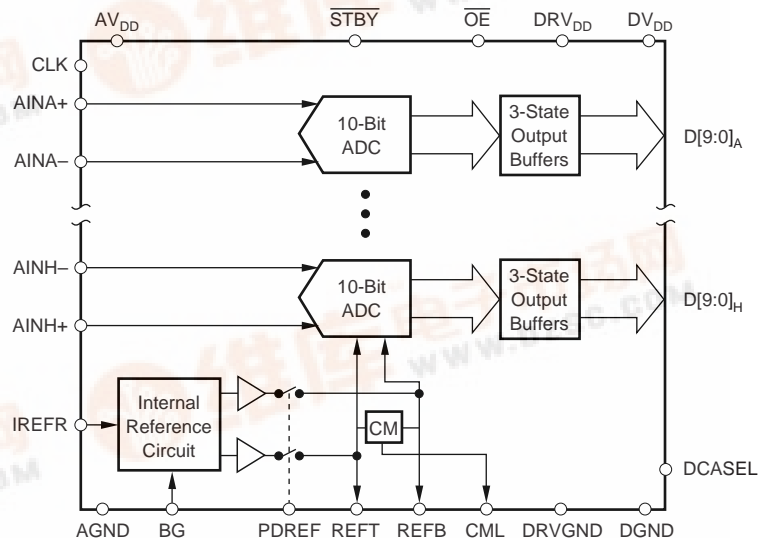 AVDD STBY OE DRVDD DVDD
CLK
AINA+
AINA–
10-Bit
ADC
3-State
Output
Buffers
D[9:0]A
AINH–
AINH+
10-Bit
ADC
3-State
Output
Buffers
D[9:0]H
IREFR
Internal
Reference
Circuit
CM
DCASEL
AGND BG PDREF REFT REFB CML DRVGND DGND